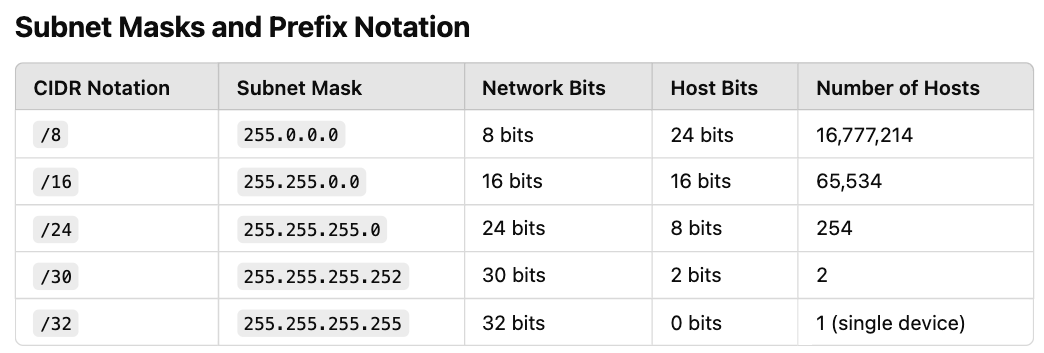 Subnet Masks and Prefix Notation
CIDR Notation Subnet Mask Network Bits Host Bits Number of Hosts
/8 255.0.0.0 8 bits 24 bits 16,777,214
/16 255.255.0.0 16 bits 16 bits 65,534
/24 255.255.255.0 24 bits 8 bits 254
/30 255.255.255.252 30 bits 2 bits 2
/32 255.255.255.255 32 bits 0 bits 1 (single device)